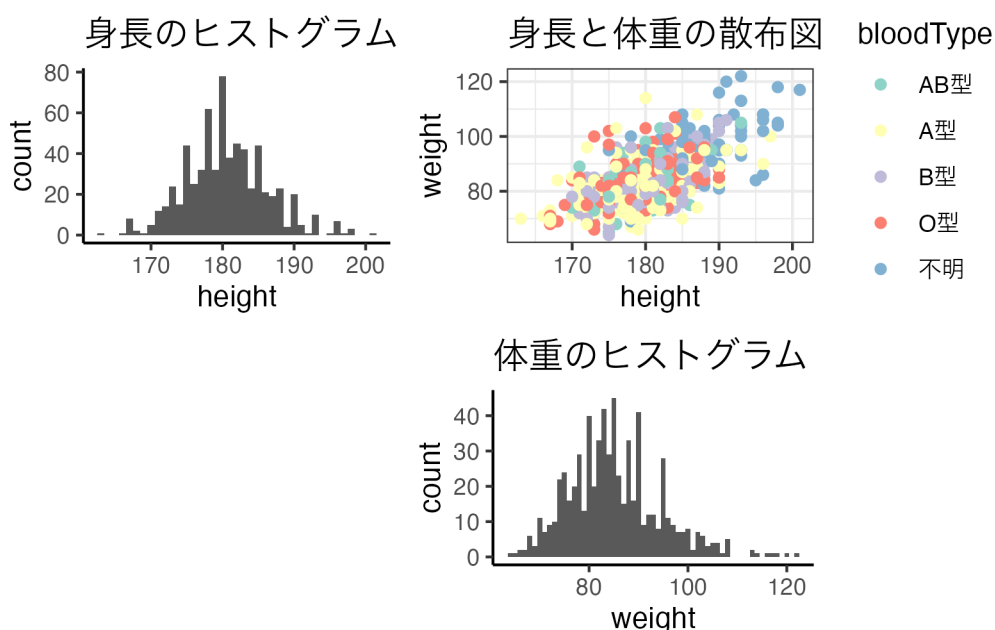 身長のヒストグラム
count
80
60
40
20
0
170 180 190 200
height
身長と体重の散布図
weight
120
100
80
170 180 190 200
height
bloodType
AB型
A型
B型
O型
不明
体重のヒストグラム
count
40
30
20
10
0
80 100 120
weight